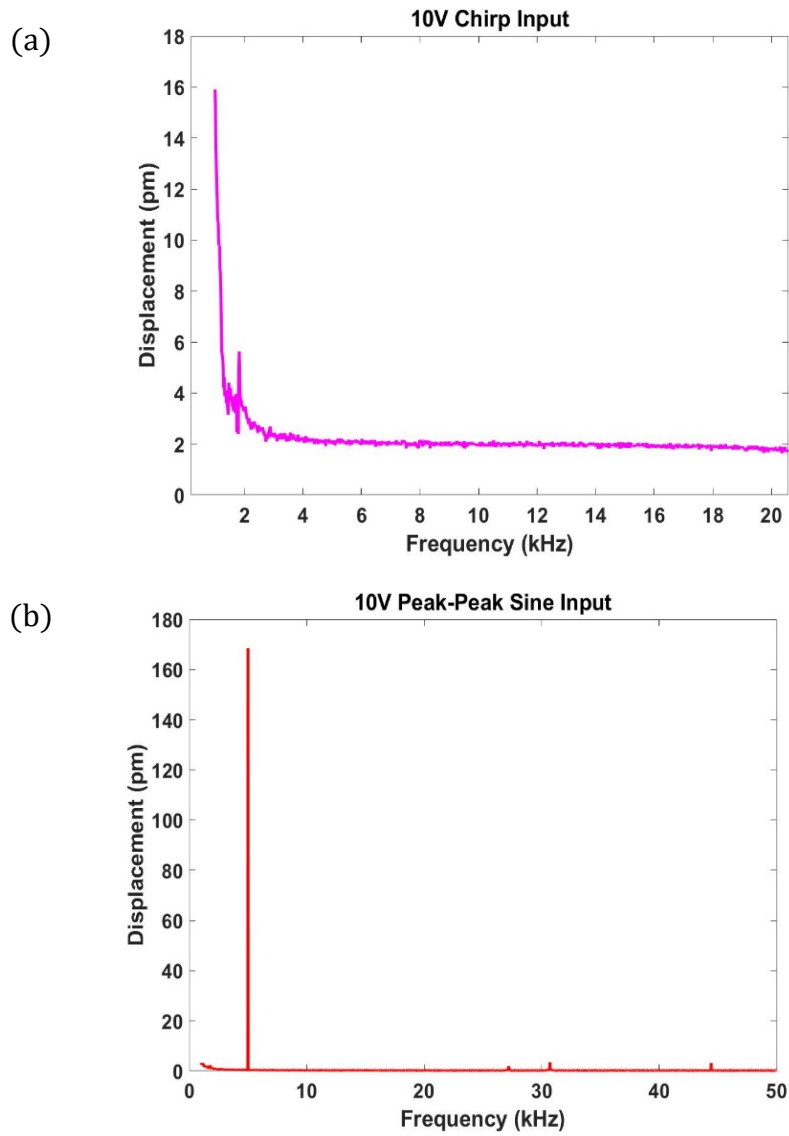 (a)
10V Chirp Input
18
16
14
12
10
8
6
4
2
0
Displacement (pm)
2 4 6 8 10 12 14 16 18 20
Frequency (kHz)
(b)
10V Peak-Peak Sine Input
180
160
140
120
100
80
60
40
20
0
Displacement (pm)
0 10 20 30 40 50
Frequency (kHz)